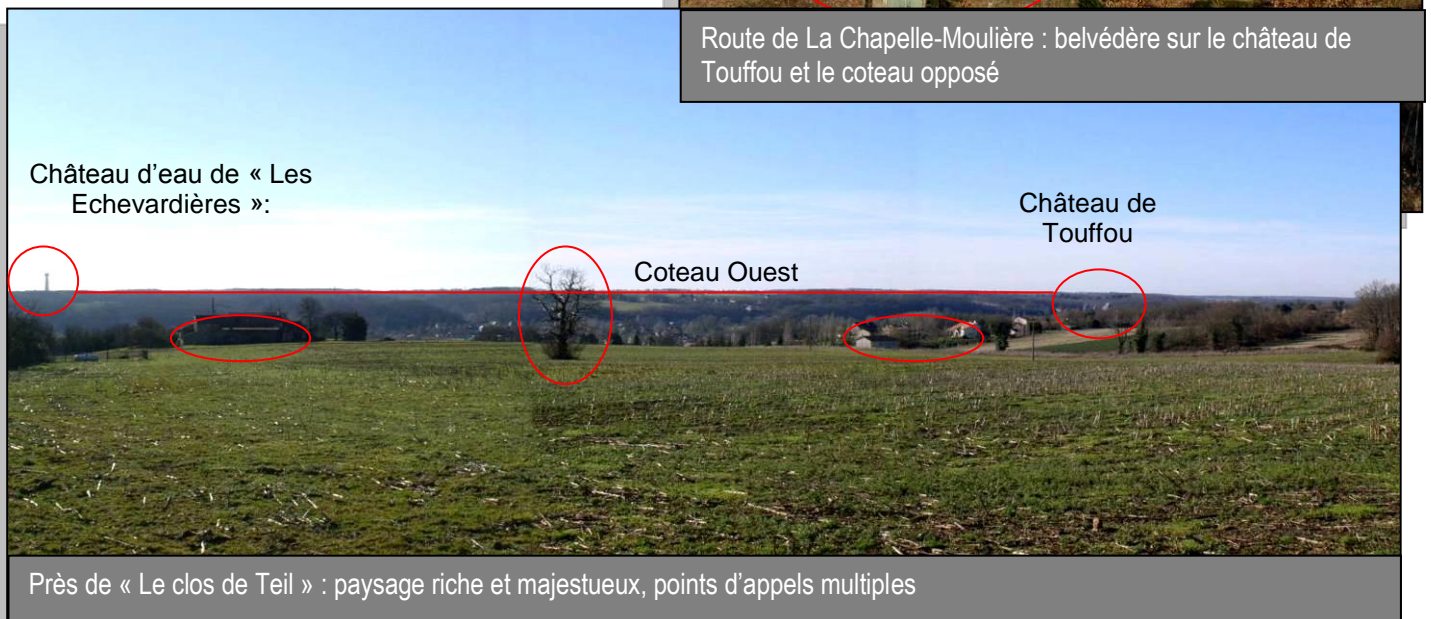 Route de La Chapelle-Moulière : belvédère sur le château de
Touffou et le coteau opposé
Château d’eau de « Les
Echevardières »:
Château de
Touffou
Coteau Ouest
Près de « Le clos de Teil » : paysage riche et majestueux, points d’appels multiples